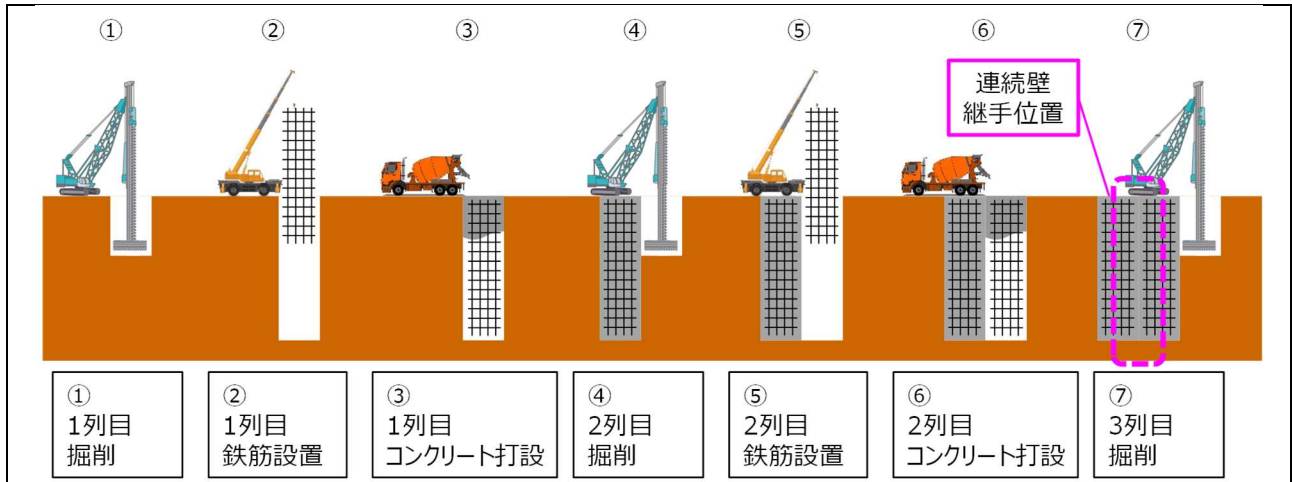 ①
②
③
④
⑤
⑥
⑦
連続壁
継手位置
①
1列目
掘削
②
1列目
鉄筋設置
③
1列目
コンクリート打設
④
2列目
掘削
⑤
2列目
鉄筋設置
⑥
2列目
コンクリート打設
⑦
3列目
掘削